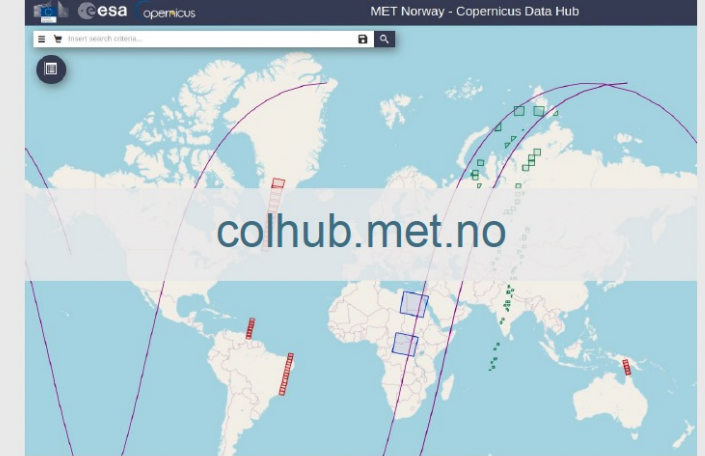 esa
opernicus
MET Norway - Copernicus Data Hub
Insert search criteria...
colhub.met.no